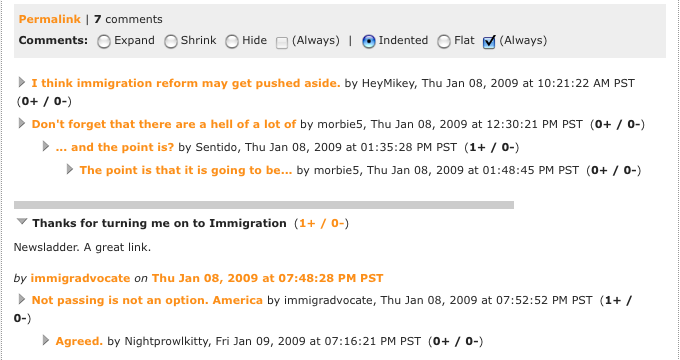 Permalink | 7 comments
Comments: Expand Shrink Hide (Always) | Indented Flat (Always)
I think immigration reform may get pushed aside. by HeyMikey, Thu Jan 08, 2009 at 10:21:22 AM PST
(0+ / 0-)
Don't forget that there are a hell of a lot of by morbie5, Thu Jan 08, 2009 at 12:30:21 PM PST (0+ / 0-)
... and the point is? by Sentido, Thu Jan 08, 2009 at 01:35:28 PM PST (1+ / 0-)
The point is that it is going to be... by morbie5, Thu Jan 08, 2009 at 01:48:45 PM PST (0+ / 0-)
Thanks for turning me on to Immigration (1+ / 0-)
Newsladder. A great link.
by immigradvocate on Thu Jan 08, 2009 at 07:48:28 PM PST
Not passing is not an option. America by immigradvocate, Thu Jan 08, 2009 at 07:52:52 PM PST (1+ /
0-)
Agreed. by Nightprowlkitty, Fri Jan 09, 2009 at 07:16:21 PM PST (0+ / 0-)